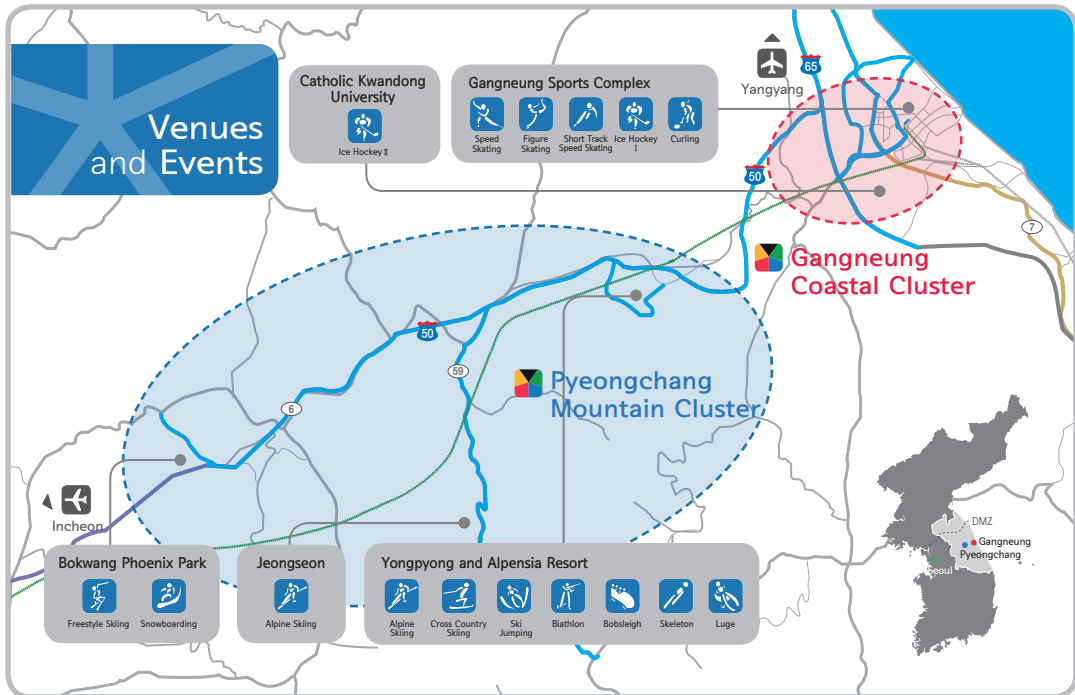 Venues
and Events
Catholic Kwandong
University
Ice Hockey Ⅱ
Gangneung Sports Complex
Speed
Skating
Figure
Skating
Short Track
Speed Skating
Ice Hockey
I
Curling
Yangyang
65
50
7
Gangneung
Coastal Cluster
50
59
6
Pyeongchang
Mountain Cluster
Incheon
Bokwang Phoenix Park
Freestyle Skiing
Snowboarding
Jeongseon
Alpine Skiing
Yongpyong and Alpensia Resort
Alpine
Skiing
Cross Country
Skiing
Ski
Jumping
Biathlon
Bobsleigh
Skeleton
Luge
DMZ
Gangneung
Pyeongchang
Seoul